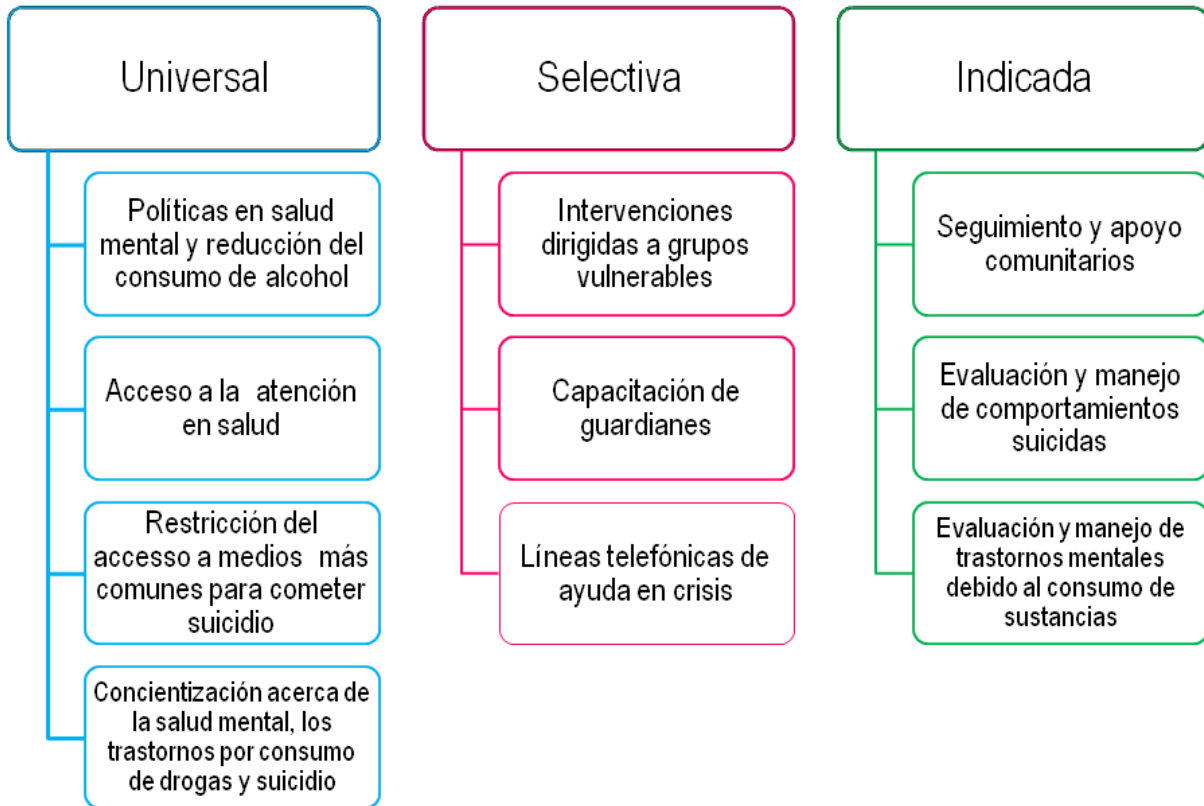 Universal
Políticas en salud
mental y reducción del
consumo de alcohol
Acceso a la atención
en salud
Restricción del
accesso a medios más
comunes para cometer
suicidio
Concientización acerca de
la salud mental, los
trastornos por consumo
de drogas y suicidio
Selectiva
Intervenciones
dirigidas a grupos
vulnerables
Capacitación de
guardianes
Líneas telefónicas de
ayuda en crisis
Indicada
Seguimiento y apoyo
comunitarios
Evaluación y manejo
de comportamientos
suicidas
Evaluación y manejo de
trastornos mentales
debido al consumo de
sustancias